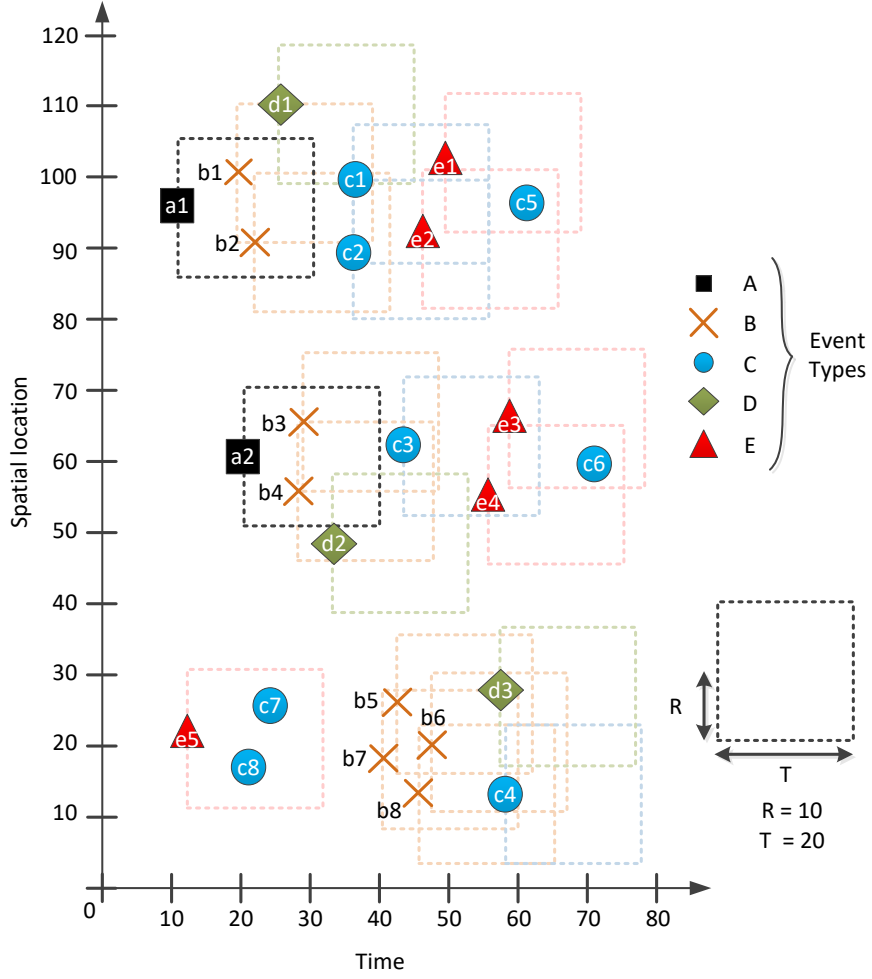 120
110
100
90
80
70
60
50
40
30
20
10
0
10 20 30 40 50 60 70 80
Time
Spatial location
d1
b1
a1
b2
c1
c2
e1
e2
c5
b3
a2
b4
c3
d2
e3
e4
c6
e5
c7
c8
b5
b6
b7
b8
d3
c4
A
B
C
D
E
Event
Types
R
T
R = 10
T = 20